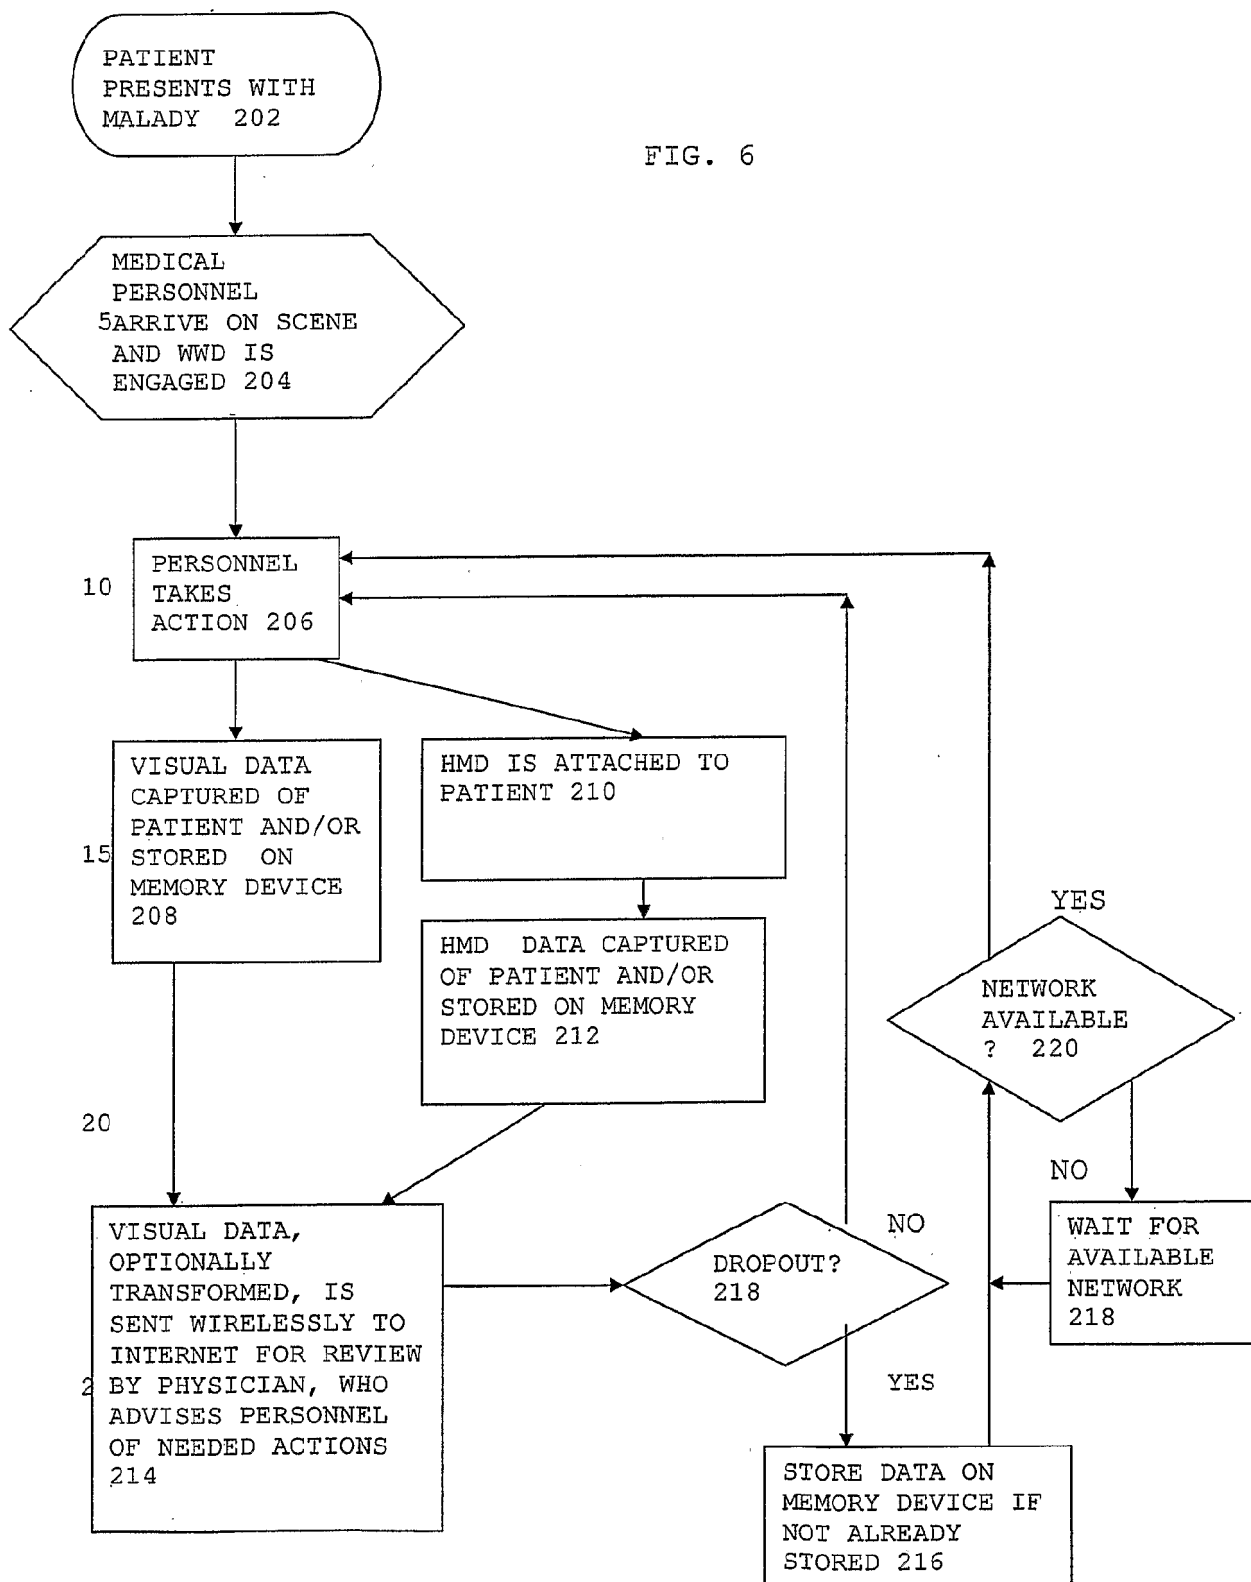 PATIENT
PRESENTS WITH
MALADY 202
FIG. 6
MEDICAL
PERSONNEL
5ARRIVE ON SCENE
AND WWD IS
ENGAGED 204
10
PERSONNEL
TAKES
ACTION 206
VISUAL DATA
CAPTURED OF
PATIENT AND/OR
15 STORED ON
MEMORY DEVICE
208
HMD IS ATTACHED TO
PATIENT 210
HMD DATA CAPTURED
OF PATIENT AND/OR
STORED ON MEMORY
DEVICE 212
YES
NETWORK
AVAILABLE
? 220
20
NO
WAIT FOR
AVAILABLE
NETWORK
218
VISUAL DATA,
OPTIONALLY
TRANSFORMED, IS
SENT WIRELESSLY TO
INTERNET FOR REVIEW
2 BY PHYSICIAN, WHO
ADVISES PERSONNEL
OF NEEDED ACTIONS
214
DROPOUT?
218
NO
YES
STORE DATA ON
MEMORY DEVICE IF
NOT ALREADY
STORED 216